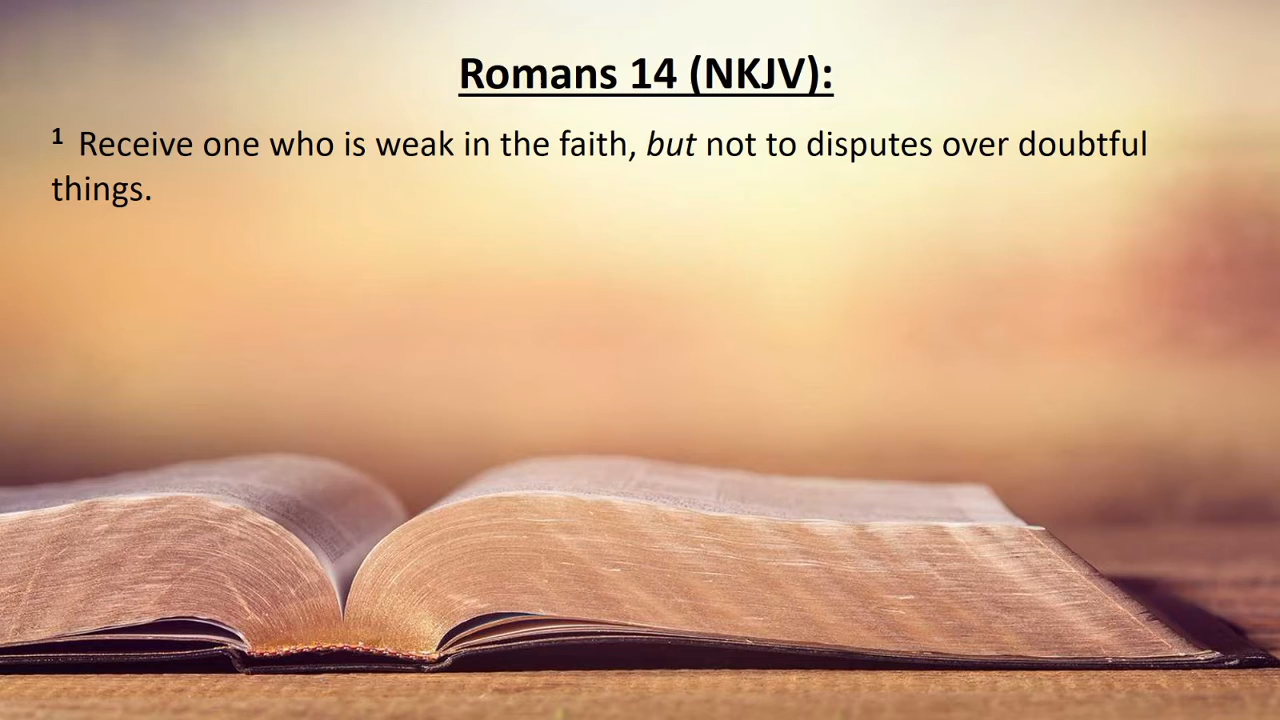 Romans 14 (NKJV):
1 Receive one who is weak in the faith, but not to disputes over doubtful
things.